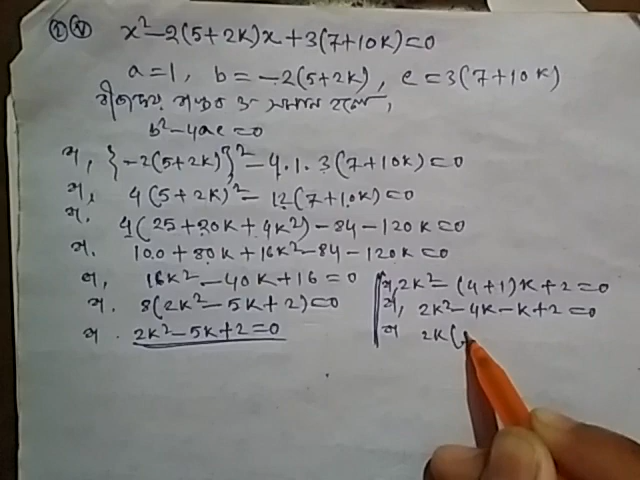 ① ⓥ x² - 2(5+2k)x + 3(7+10k) = 0
a = 1, b = -2(5+2k), c = 3(7+10k)
বীজদ্বয় বাস্তব ও সমান হলে,
b² - 4ac = 0
বা, {-2(5+2k)}² - 4.1.3(7+10k) = 0
বা, 4(5+2k)² - 12(7+10k) = 0
বা, 4(25+20k+4k²) - 84 - 120k = 0
বা, 100 + 80k + 16k² - 84 - 120k = 0
বা, 16k² - 40k + 16 = 0
বা, 8(2k² - 5k + 2) = 0
বা, 2k² - 5k + 2 = 0
বা, 2k² - (4+1)k + 2 = 0
বা, 2k² - 4k - k + 2 = 0
বা 2k(